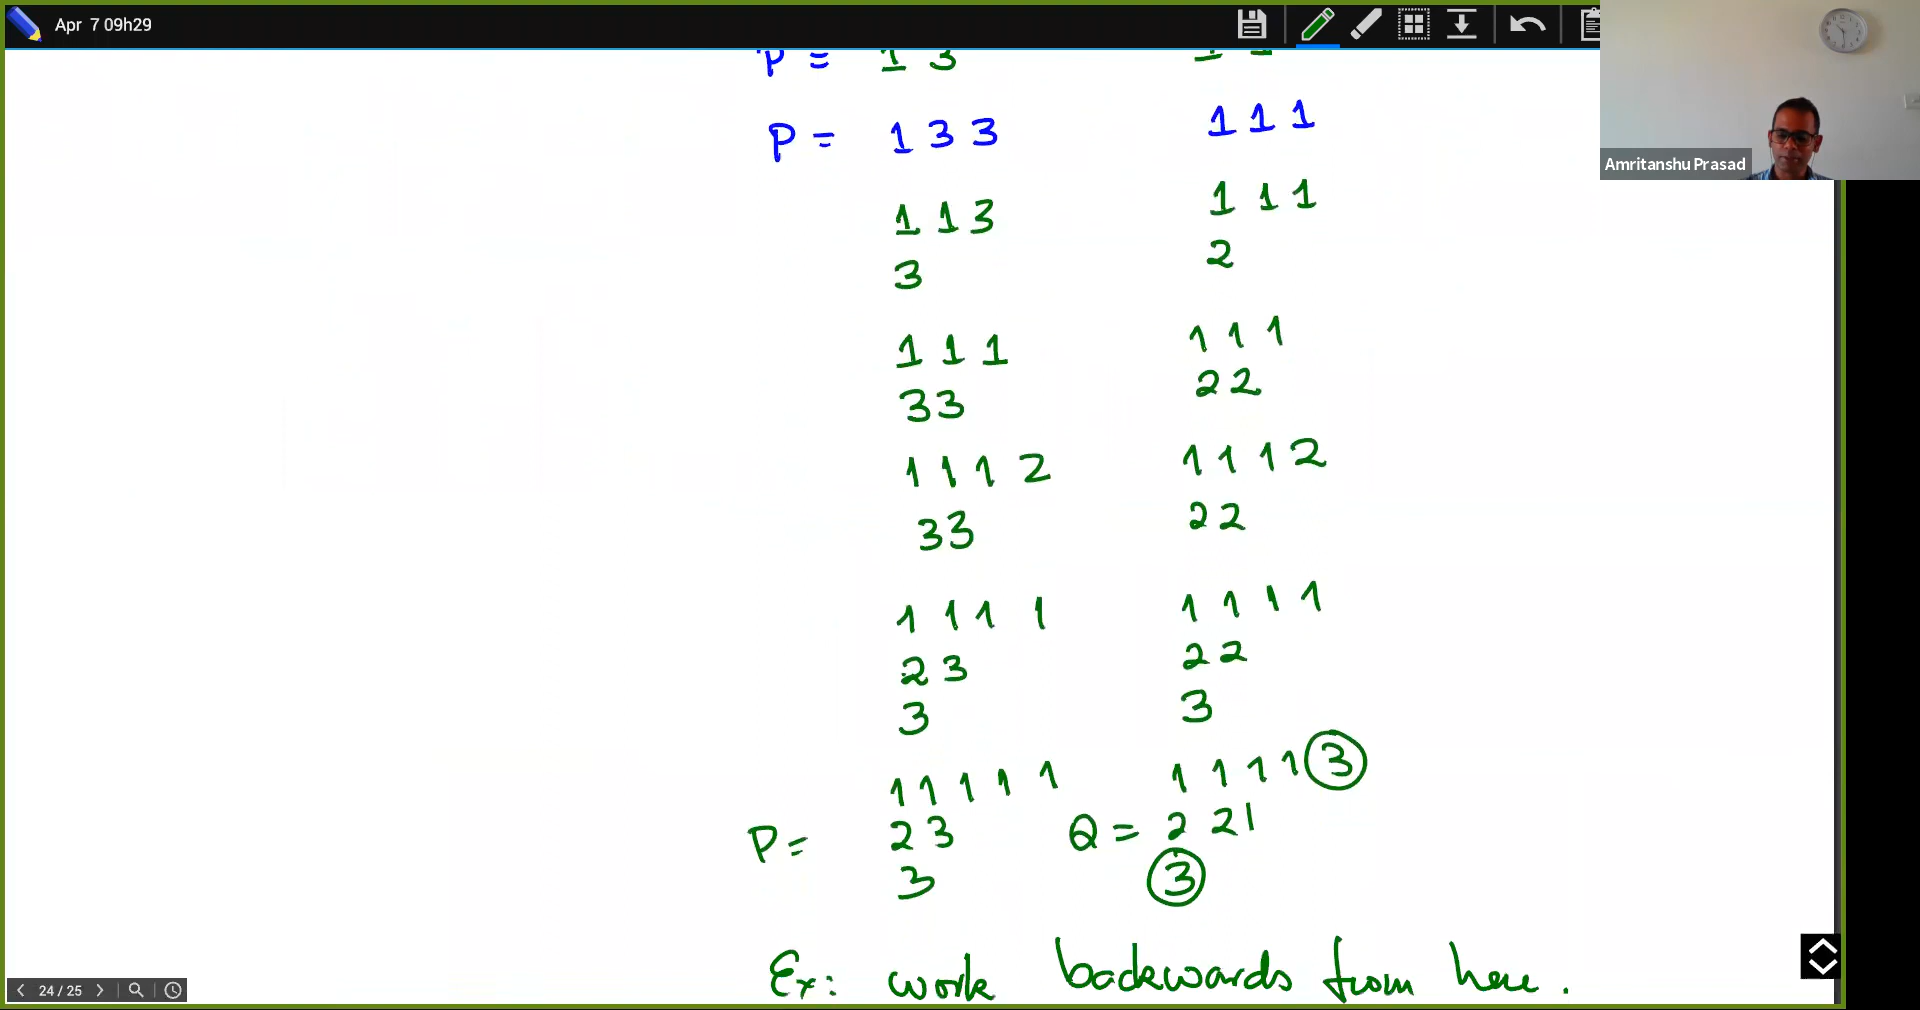 Apr 7 09h29
P = 1 3 1 1
P = 1 3 3 1 1 1
1 1 3 1 1 1
3 2
1 1 1 1 1 1
3 3 2 2
1 1 1 2 1 1 1 2
3 3 2 2
1 1 1 1 1 1 1 1
2 3 2 2
3 3
1 1 1 1 1 1 1 1 1 3
P = 2 3 Q = 2 2 1
3 3
Ex: work backwards from here.
Amritanshu Prasad
24 / 25